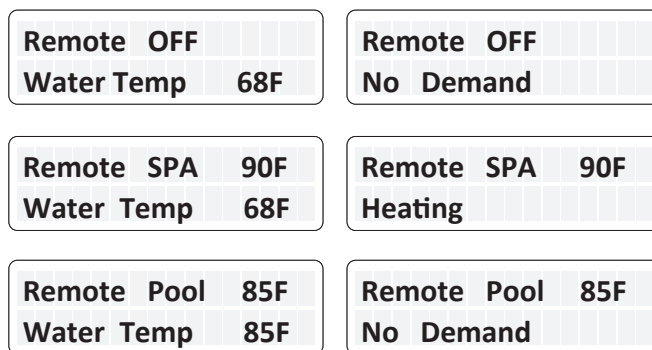 Remote OFF
Water Temp 68F
Remote OFF
No Demand
Remote SPA 90F
Water Temp 68F
Remote SPA 90F
Heating
Remote Pool 85F
Water Temp 85F
Remote Pool 85F
No Demand